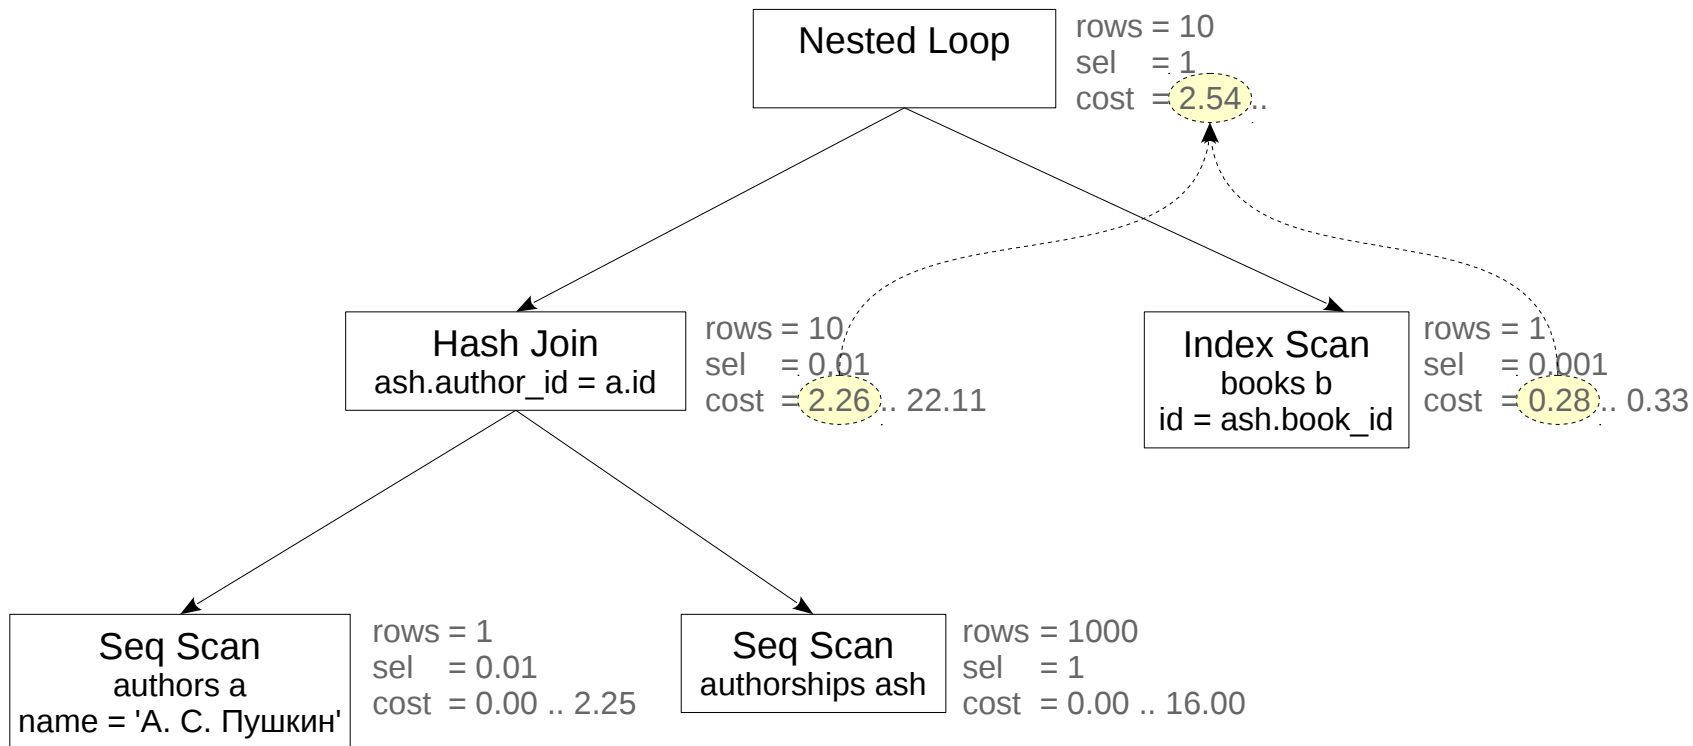 Nested Loop
rows = 10
sel = 1
cost = 2.54 ..
Hash Join
ash.author_id = a.id
rows = 10
sel = 0.01
cost = 2.26 .. 22.11
Index Scan
books b
id = ash.book_id
rows = 1
sel = 0.001
cost = 0.28 .. 0.33
Seq Scan
authors a
name = 'А. С. Пушкин'
rows = 1
sel = 0.01
cost = 0.00 .. 2.25
Seq Scan
authorships ash
rows = 1000
sel = 1
cost = 0.00 .. 16.00